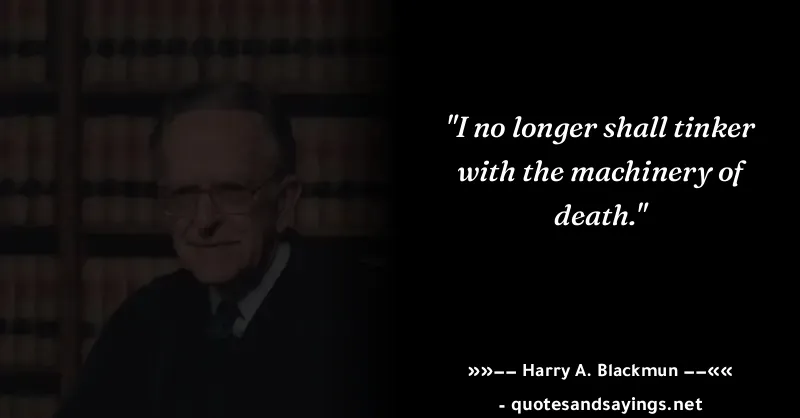 "I no longer shall tinker
with the machinery of
death."
»»–– Harry A. Blackmun ––««
- quotesandsayings.net